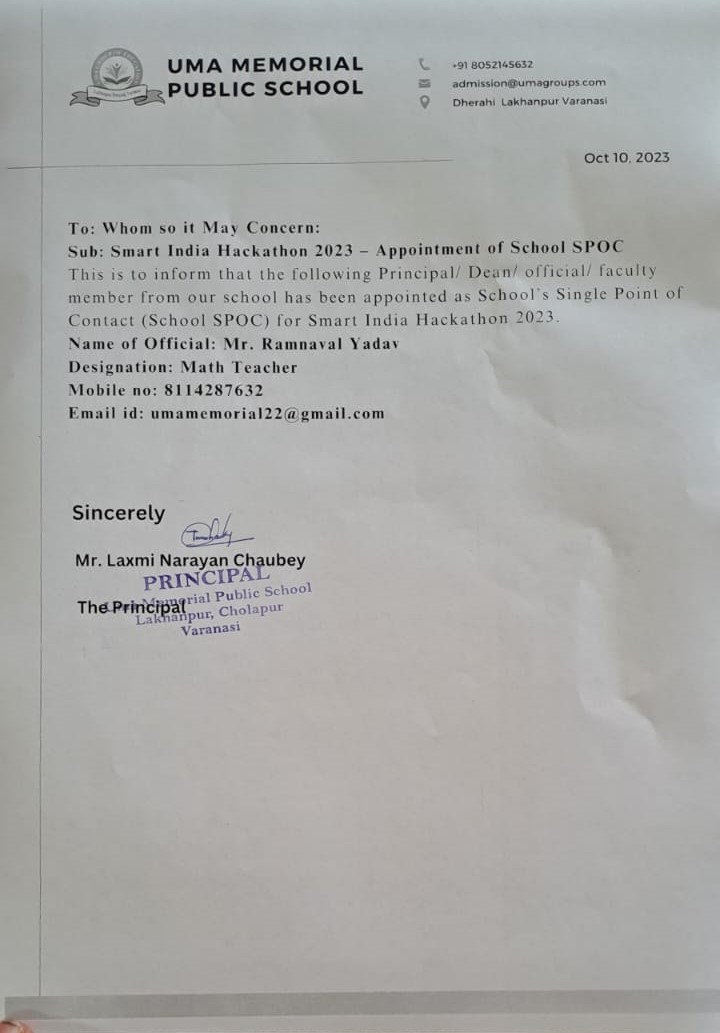 UMA MEMORIAL
PUBLIC SCHOOL
+91 8052145632
admission@umagroups.com
Dherahi Lakhanpur Varanasi
Oct 10, 2023
To: Whom so it May Concern:
Sub: Smart India Hackathon 2023 – Appointment of School SPOC
This is to inform that the following Principal/ Dean/ official/ faculty
member from our school has been appointed as School's Single Point of
Contact (School SPOC) for Smart India Hackathon 2023.
Name of Official: Mr. Ramnaval Yadav
Designation: Math Teacher
Mobile no: 8114287632
Email id: umamemorial22@gmail.com
Sincerely
Mr. Laxmi Narayan Chaubey
PRINCIPAL
Memorial Public School
The Principal
Lakhanpur, Cholapur
Varanasi